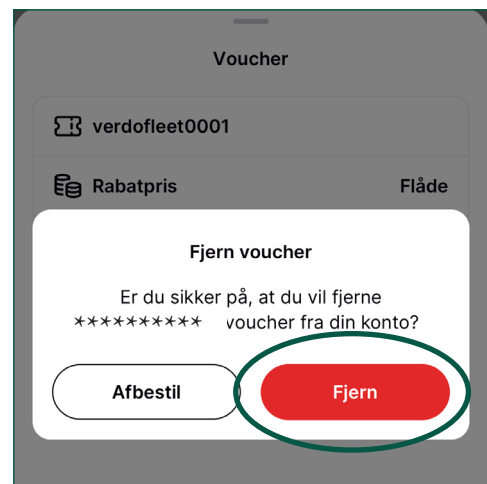 Voucher
verdofleet0001
Rabatpris Flåde
Fjern voucher
Er du sikker på, at du vil fjerne
********** voucher fra din konto?
Afbestil Fjern